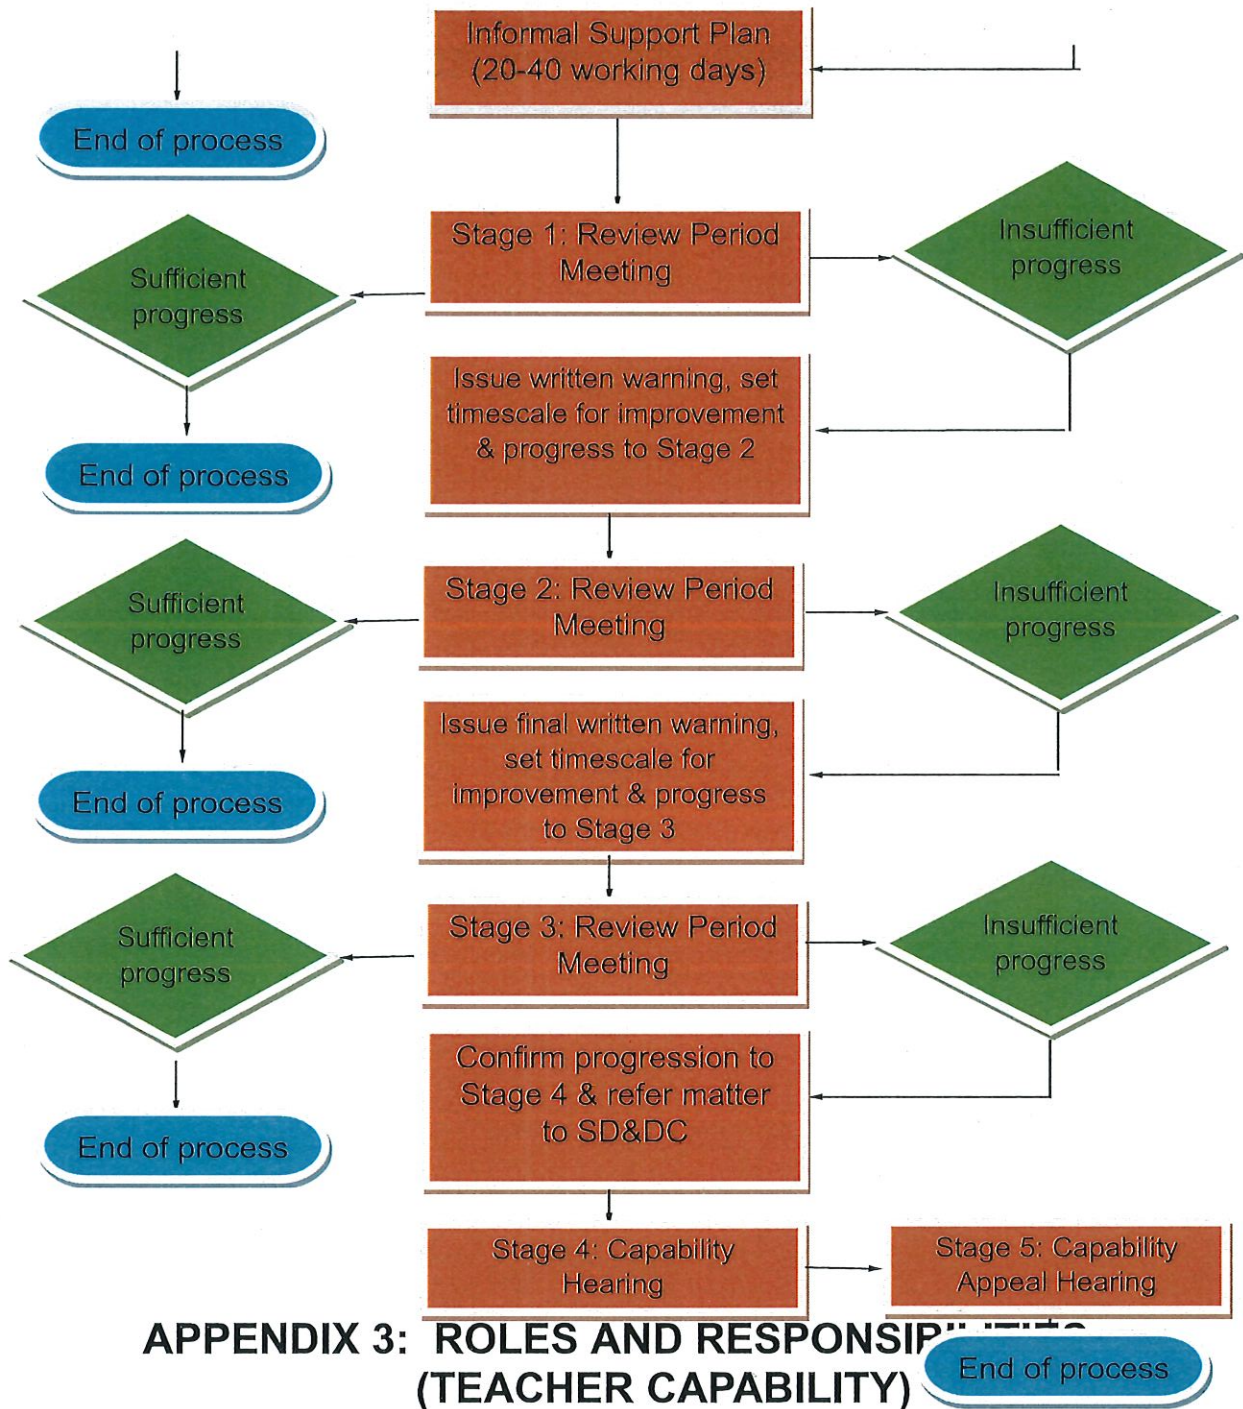 Informal Support Plan
(20-40 working days)
End of process
Stage 1: Review Period
Meeting
Insufficient
progress
Sufficient
progress
Issue written warning, set
timescale for improvement
& progress to Stage 2
End of process
Stage 2: Review Period
Meeting
Insufficient
progress
Sufficient
progress
Issue final written warning,
set timescale for
improvement & progress
to Stage 3
End of process
Stage 3: Review Period
Meeting
Insufficient
progress
Sufficient
progress
Confirm progression to
Stage 4 & refer matter
to SD&DC
End of process
Stage 4: Capability
Hearing
Stage 5: Capability
Appeal Hearing
APPENDIX 3: ROLES AND
(TEACHER CAPABILITY)
End of process